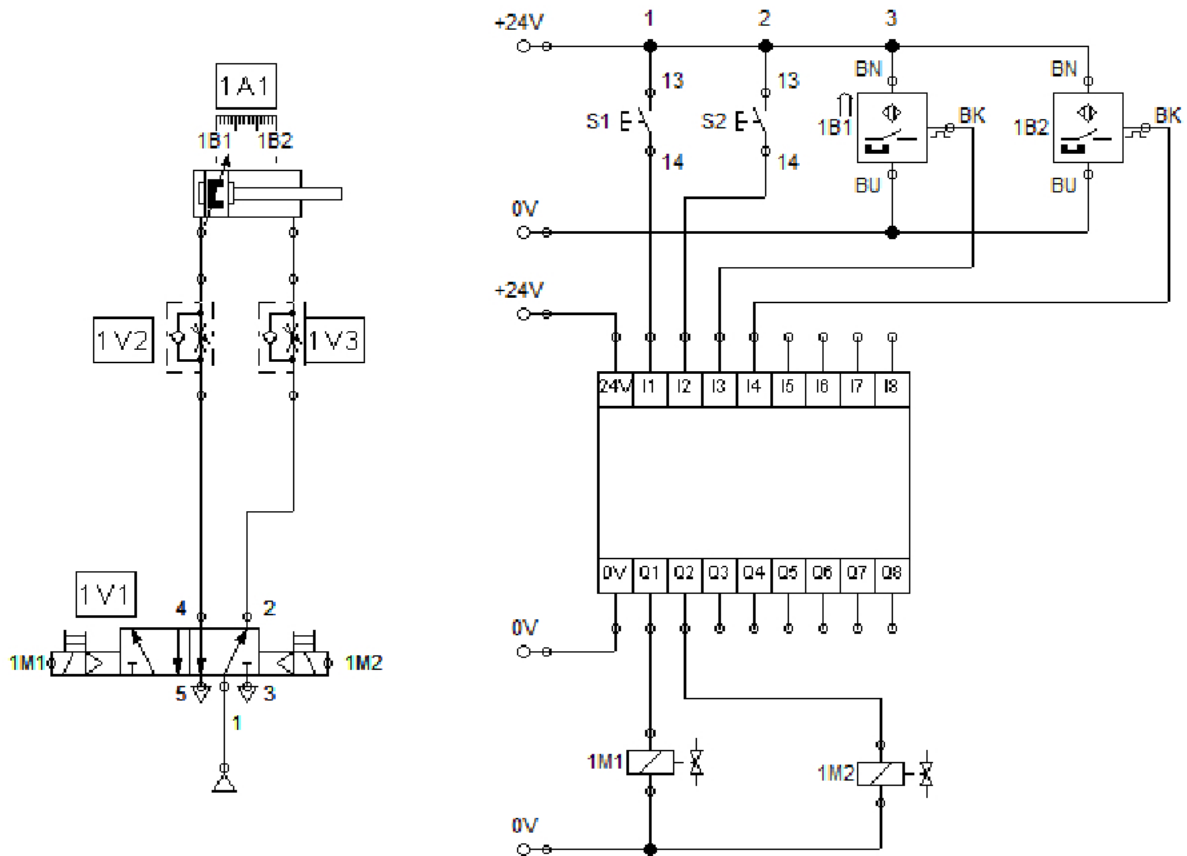 1A1
1B1 1B2
1V2 1V3
1V1
4 2
1M1 1M2
5 3
1
1 2 3
+24V
13 13 BN BN
S1 S2 1B1 BK 1B2 BK
14 14 BU BU
0V
+24V
24V I1 I2 I3 I4 I5 I6 I7 I8
0V Q1 Q2 Q3 Q4 Q5 Q6 Q7 Q8
0V
1M1 1M2
0V